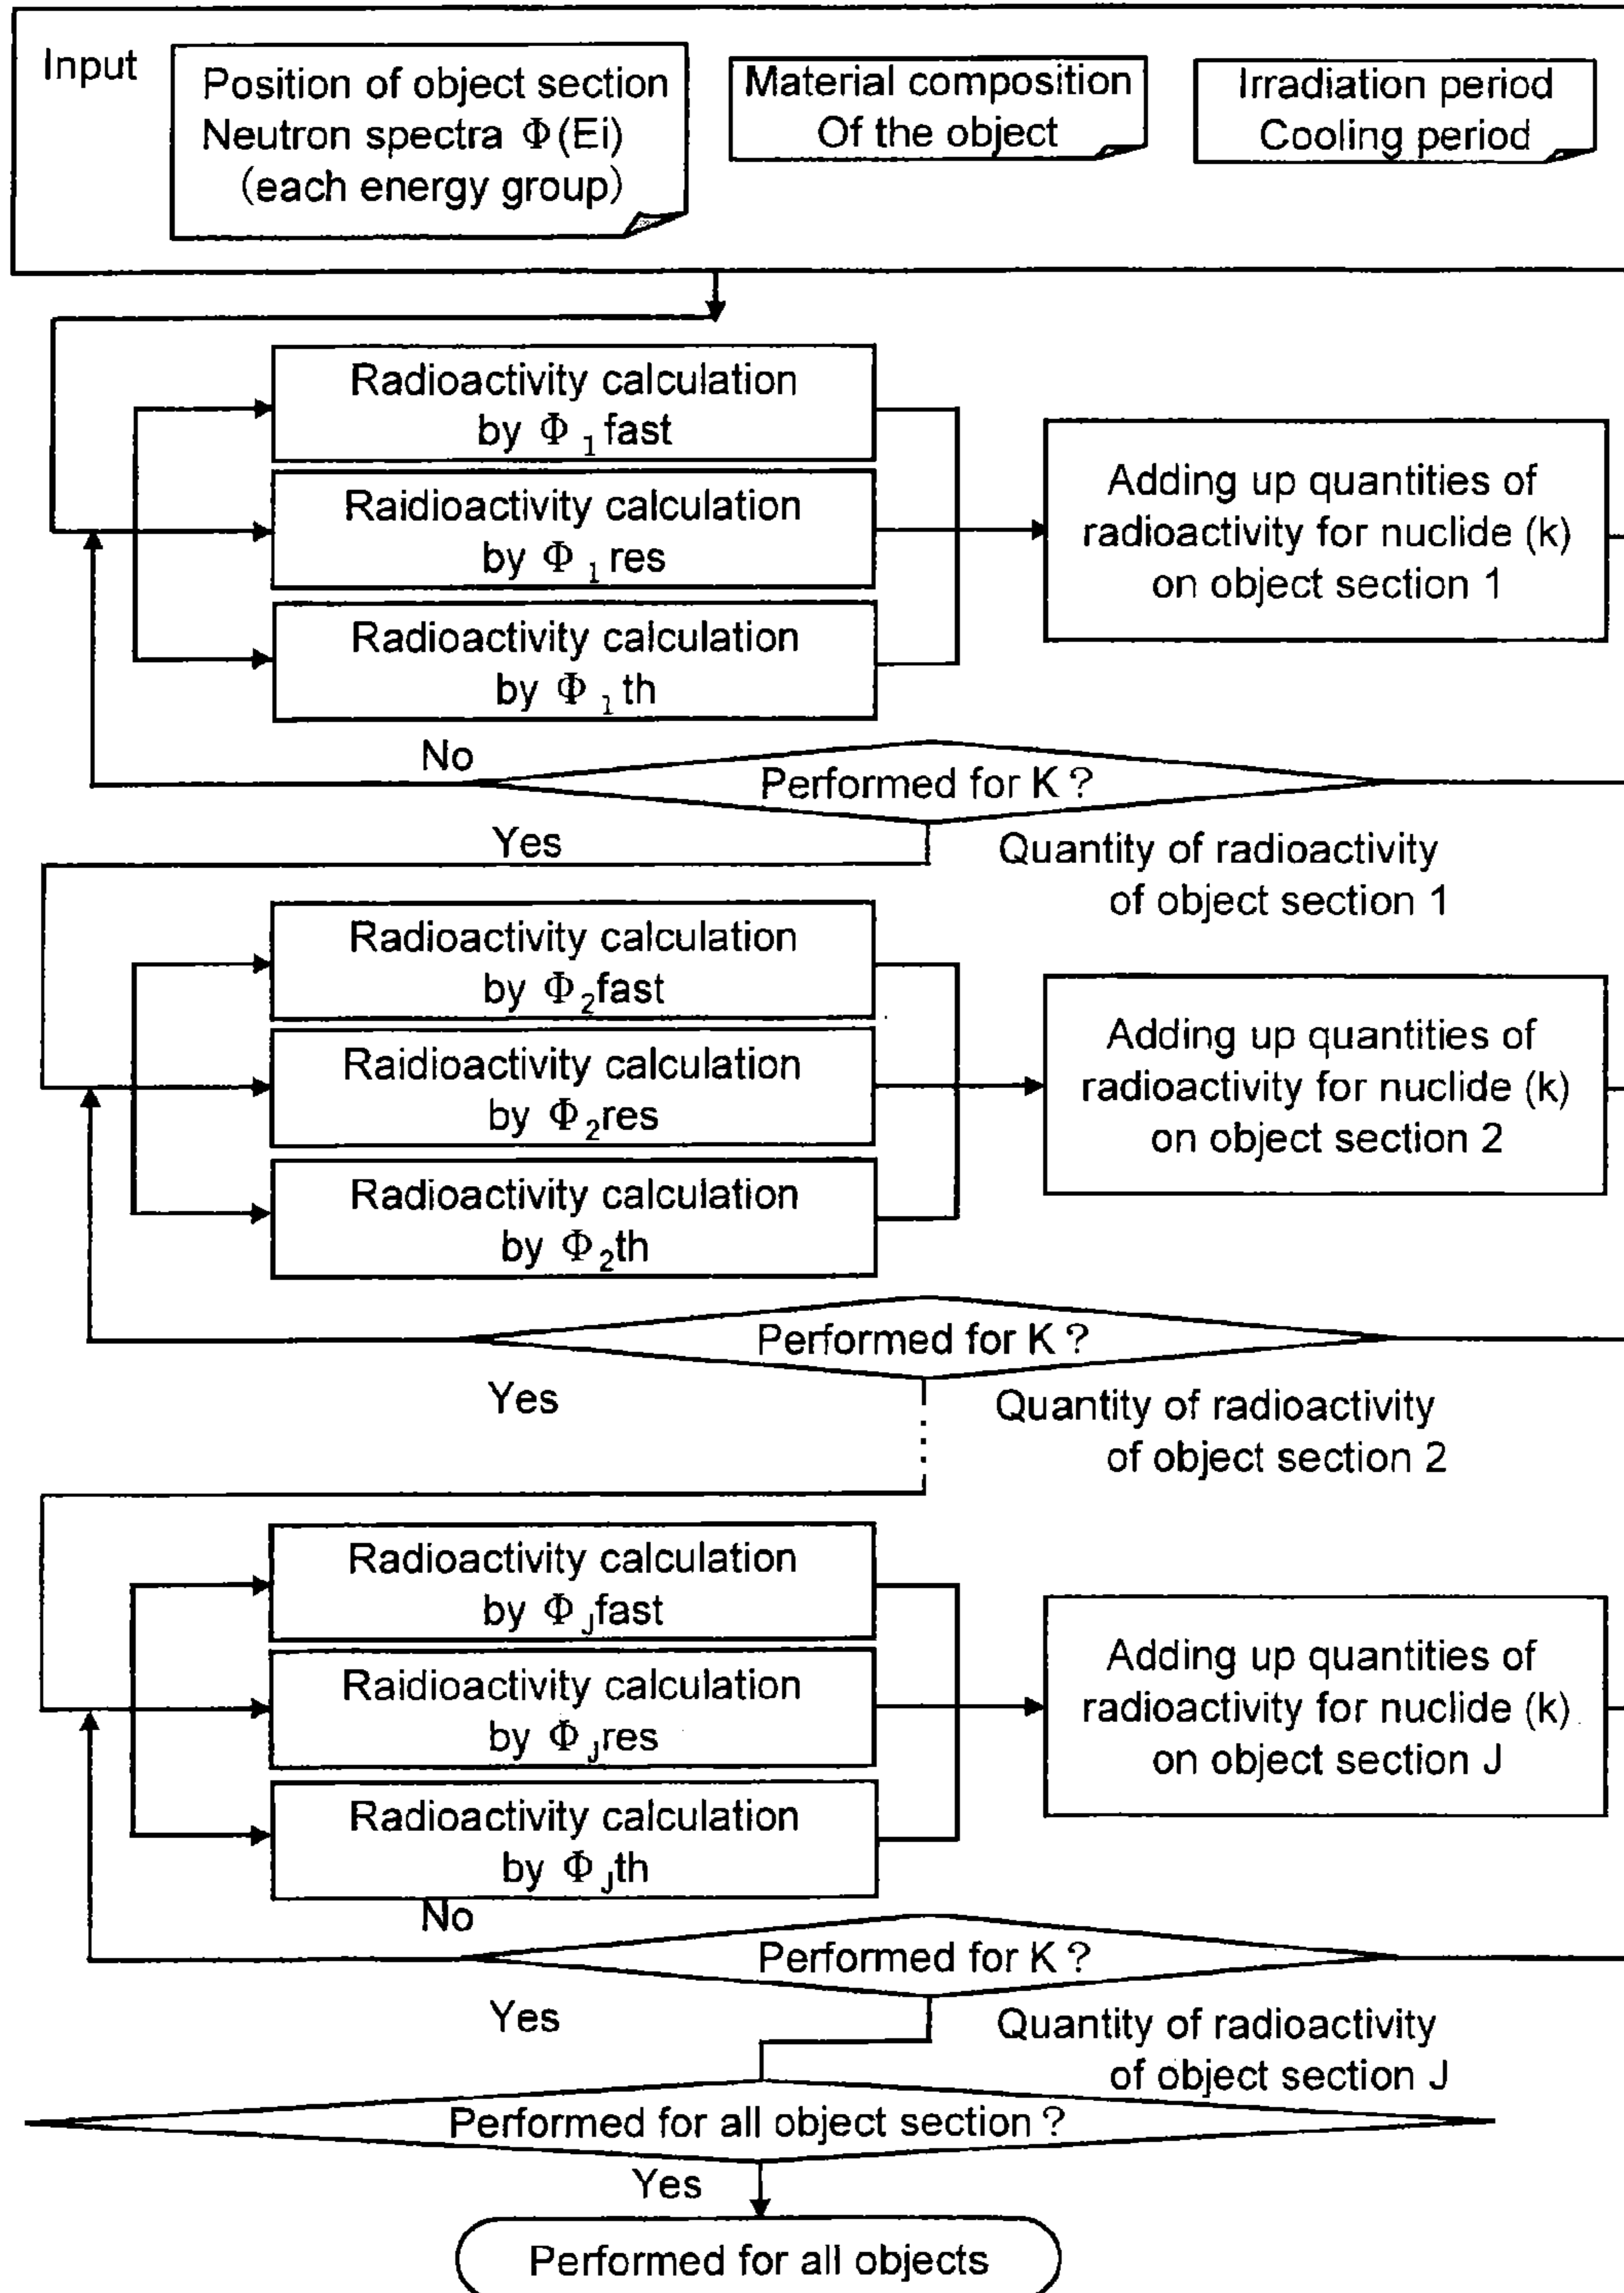 Input
Position of object section
Neutron spectra Φ(Ei)
(each energy group)
Material composition
Of the object
Irradiation period
Cooling period
Radioactivity calculation
by Φ₁fast
Raidioactivity calculation
by Φ₁res
Radioactivity calculation
by Φ₁th
Adding up quantities of
radioactivity for nuclide (k)
on object section 1
No
Performed for K?
Yes
Quantity of radioactivity
of object section 1
Radioactivity calculation
by Φ₂fast
Raidioactivity calculation
by Φ₂res
Radioactivity calculation
by Φ₂th
Adding up quantities of
radioactivity for nuclide (k)
on object section 2
Performed for K?
Yes
Quantity of radioactivity
of object section 2
Radioactivity calculation
by ΦJfast
Raidioactivity calculation
by ΦJres
Radioactivity calculation
by ΦJth
Adding up quantities of
radioactivity for nuclide (k)
on object section J
No
Performed for K?
Yes
Quantity of radioactivity
of object section J
Performed for all object section?
Yes
Performed for all objects